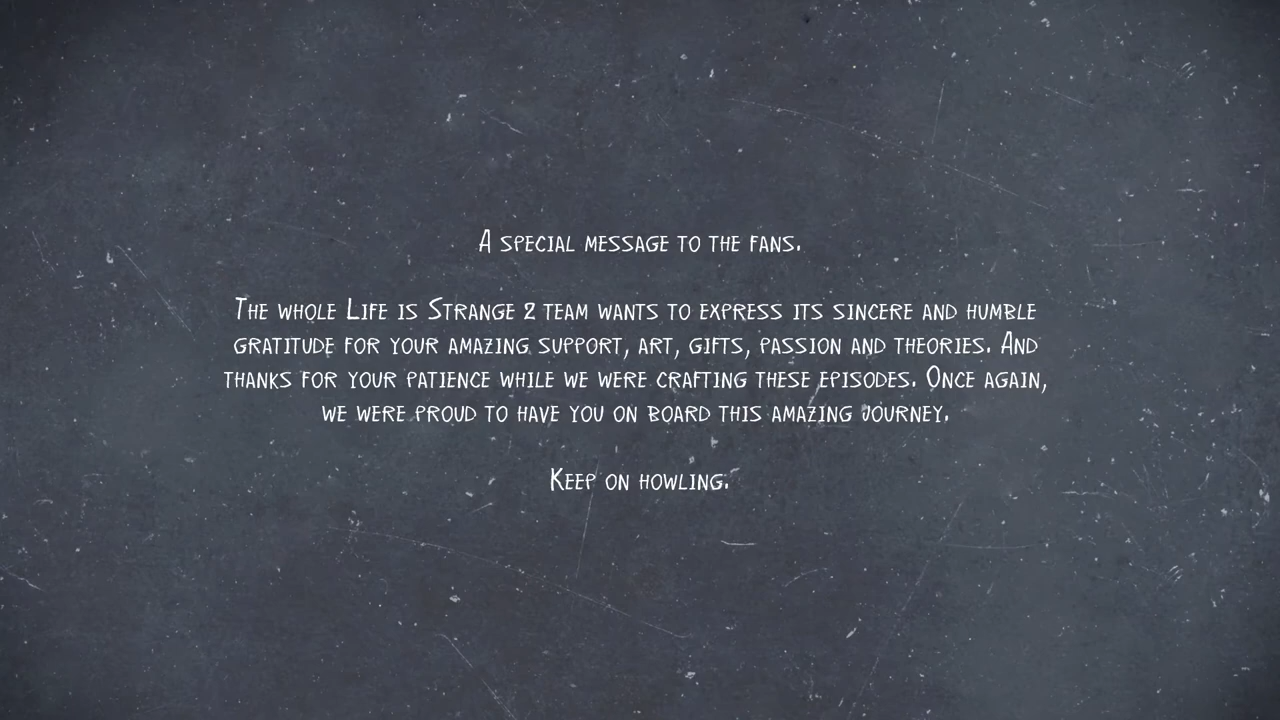 A special message to the fans.
The whole Life is Strange 2 team wants to express its sincere and humble
gratitude for your amazing support, art, gifts, passion and theories. And
thanks for your patience while we were crafting these episodes. Once again,
we were proud to have you on board this amazing journey.
Keep on howling.